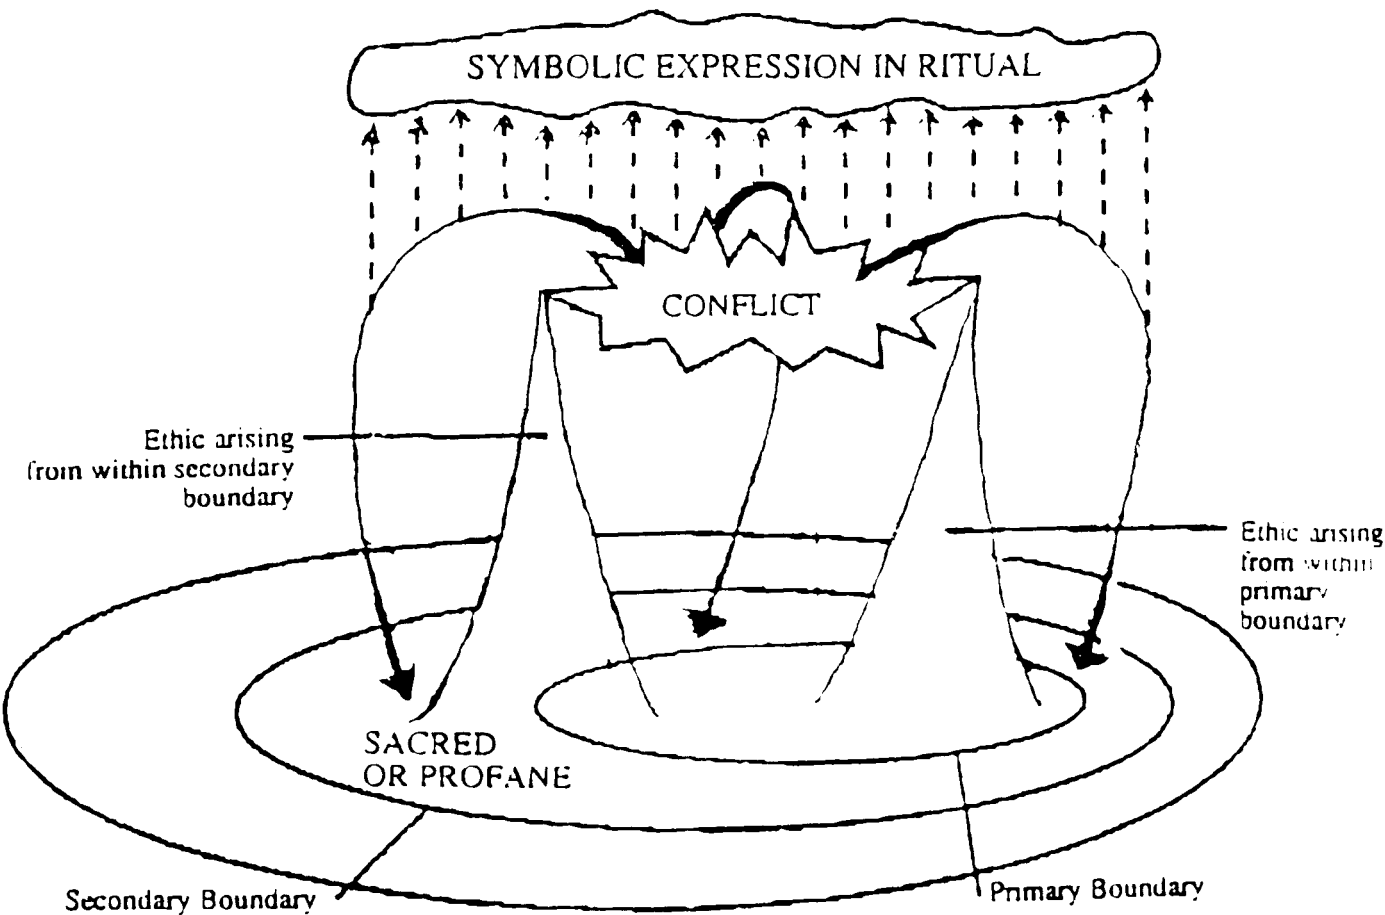 SYMBOLIC EXPRESSION IN RITUAL
CONFLICT
Ethic arising
from within secondary
boundary
Ethic arising
from within
primary
boundary
SACRED
OR PROFANE
Secondary Boundary
Primary Boundary